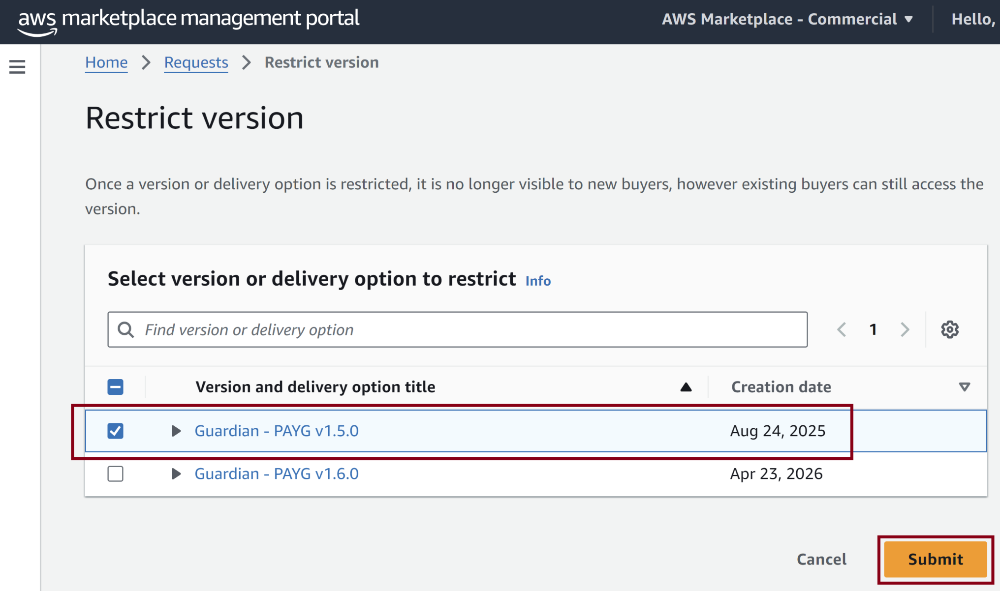 aws marketplace management portal
AWS Marketplace - Commercial
Hello,
Home
Requests
Restrict version
Restrict version
Once a version or delivery option is restricted, it is no longer visible to new buyers, however existing buyers can still access the
version.
Select version or delivery option to restrict Info
Find version or delivery option
1
Version and delivery option title
Creation date
Guardian - PAYG v1.5.0
Aug 24, 2025
Guardian - PAYG v1.6.0
Apr 23, 2026
Cancel
Submit